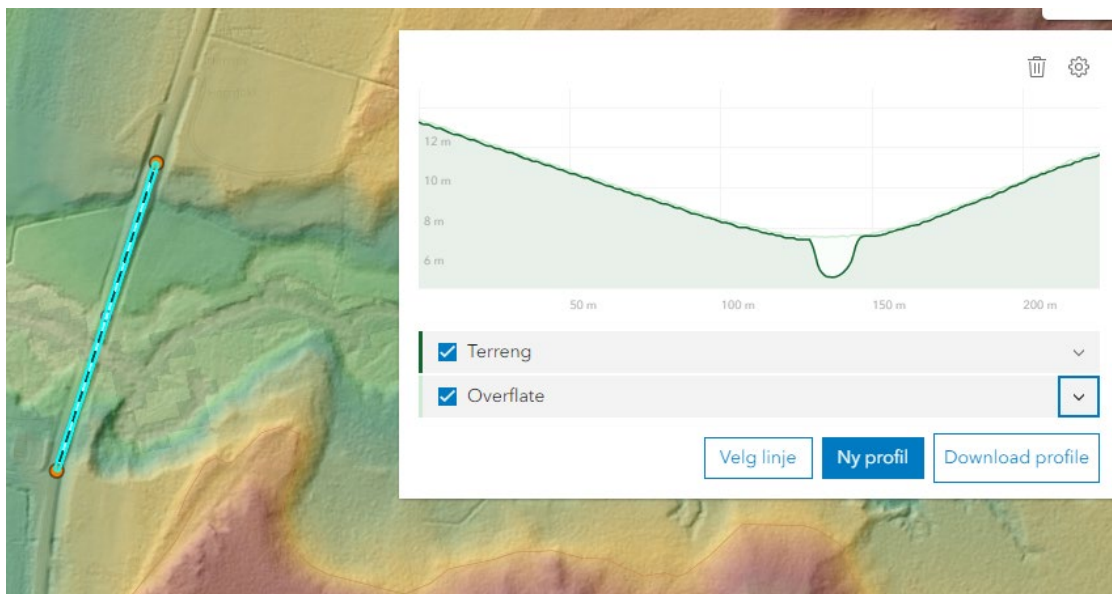 12 m
10 m
8 m
6 m
50 m
100 m
150 m
200 m
Terreng
Overflate
Velg linje
Ny profil
Download profile